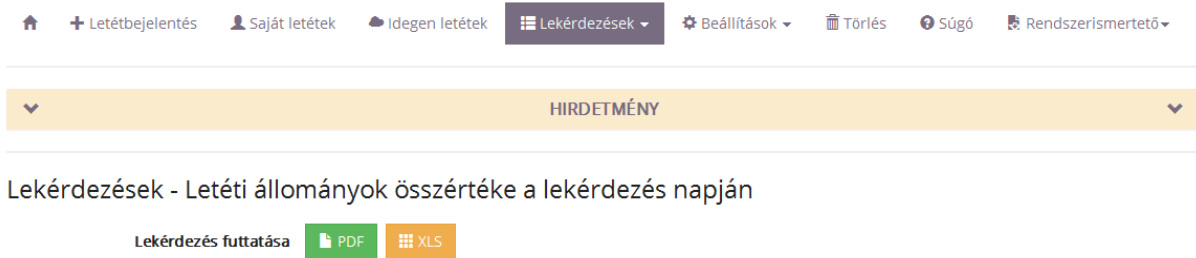 Letétbejelentés Saját letétek Idegen letétek Lekérdezések Beállítások Törlés Súgó Rendszerismertető
HIRDETMÉNY
Lekérdezések - Letéti állományok összértéke a lekérdezés napján
Lekérdezés futtatása PDF XLS